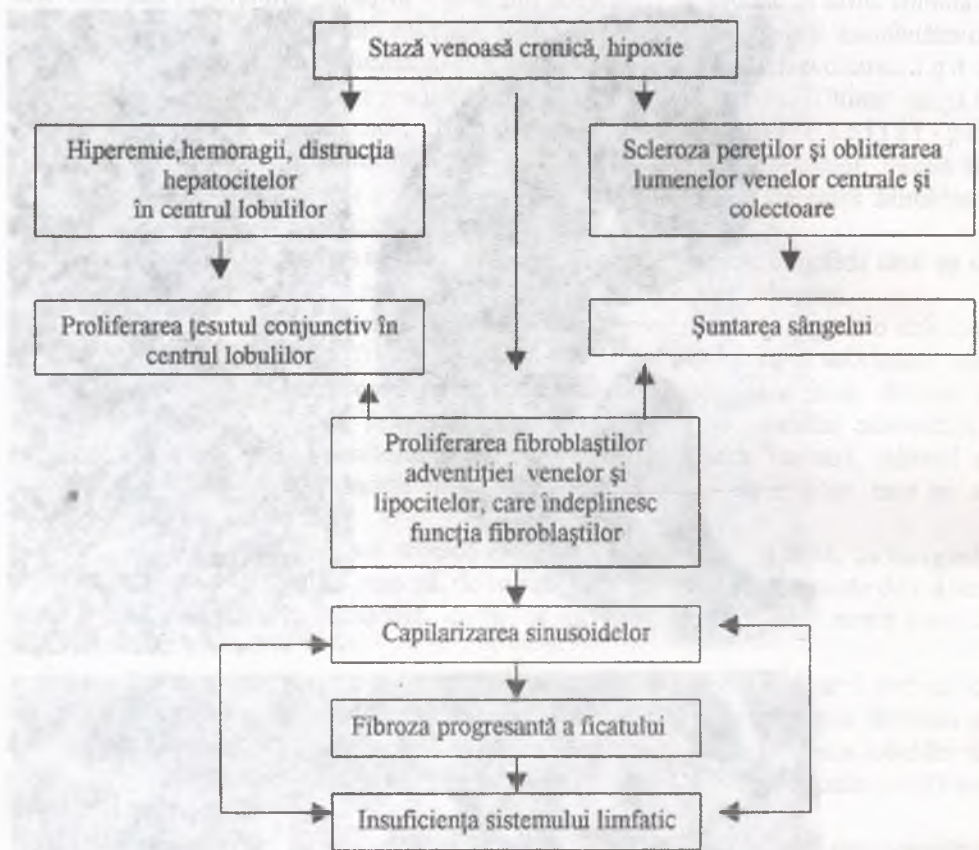 Stază venoasă cronică, hipoxie
Hiperemie,hemoragii, distrucția
hepatocitelor
în centrul lobulilor
Scleroza pereților și obliterarea
lumenelor venelor centrale și
colectoare
Proliferarea țesutul conjunctiv în
centrul lobulilor
Șuntarea sângelui
Proliferarea fibroblaștilor
adventiției venelor și
lipocitelor, care îndeplinesc
funcția fibroblaștilor
Capilarizarea sinusoidelor
Fibroza progresantă a ficatului
Insuficiența sistemului limfatic